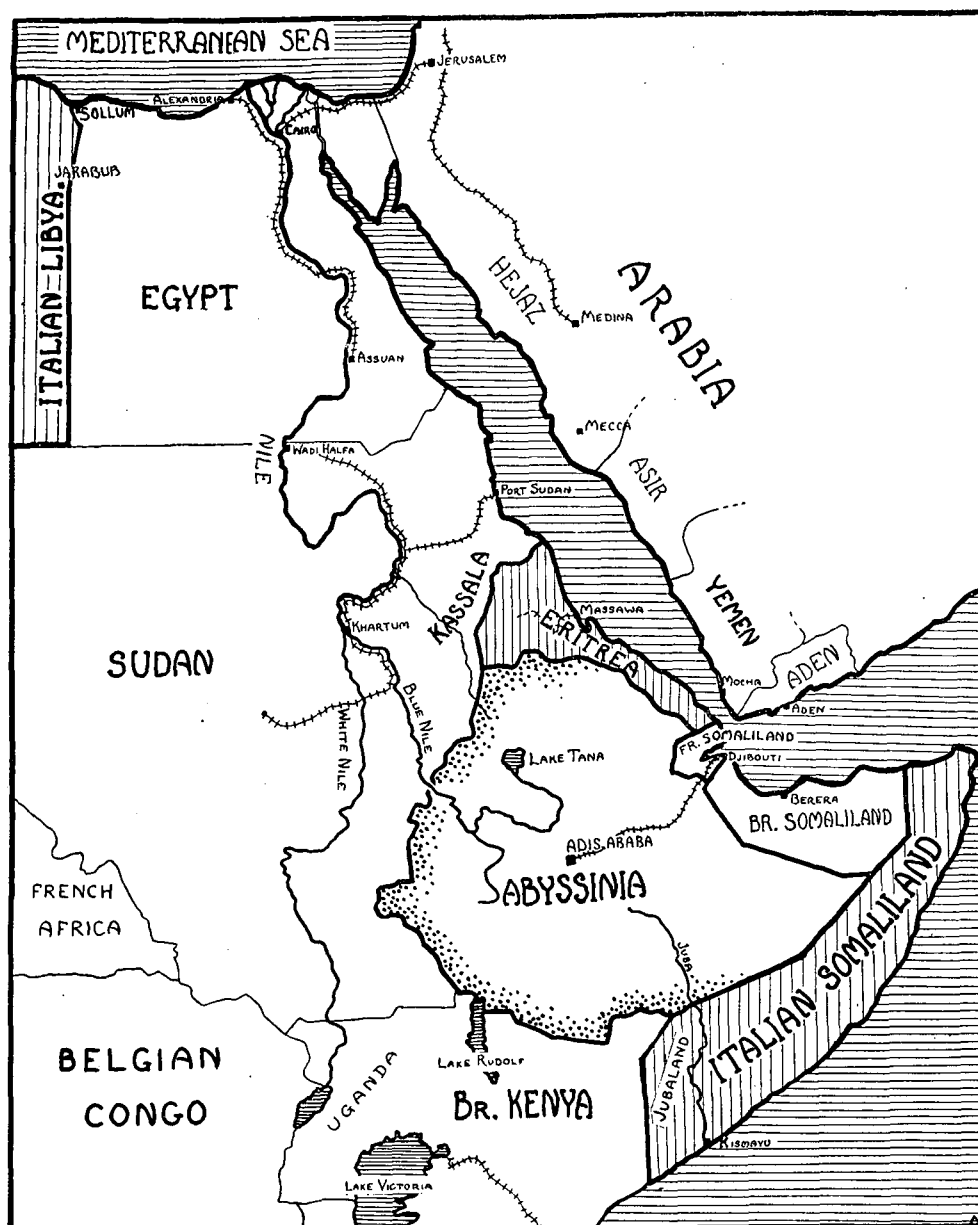 MEDITERRANEAN SEA
JERUSALEM
ALEXANDRIA
SOLLUM
CAIRO
JARABUB
ITALIAN LIBYA.
EGYPT
HEJAZ
ARABIA
MEDINA
ASSUAN
MECCA
NILE
WADI HALFA
ASIR
PORT SUDAN
KASSALA
YEMEN
MASSAWA
KHARTUM
ERITREA
SUDAN
ADEN
MOCHA
ADEN
BLUE NILE
WHITE NILE
FR. SOMALILAND
DJIBOUTI
LAKE TANA
BERERA
BR. SOMALILAND
ADIS ABABA
ABYSSINIA
FRENCH
AFRICA
JUBA
ITALIAN SOMALILAND
BELGIAN
CONGO
UGANDA
LAKE RUDOLF
BR. KENYA
JUBALAND
KISMAYU
LAKE VICTORIA